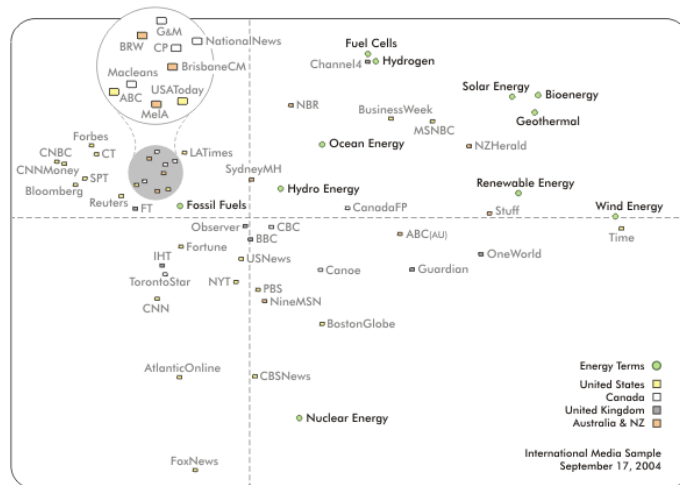 G&M
BRW
CP
NationalNews
Macleans
BrisbaneCM
ABC
USAToday
MelA
Fuel Cells
Channel4
Hydrogen
Solar Energy
Bioenergy
Geothermal
NBR
BusinessWeek
MSNBC
Forbes
CNBC
CT
CNNMoney
SPT
Bloomberg
LATimes
Ocean Energy
NZHerald
SydneyMH
Reuters
FT
Fossil Fuels
Hydro Energy
CanadaFP
Renewable Energy
Stuff
Wind Energy
Observer
CBC
BBC
ABC(AU)
Time
Fortune
USNews
OneWorld
IHT
TorontoStar
NYT
Canoe
Guardian
PBS
CNN
NineMSN
BostonGlobe
AtlanticOnline
CBSNews
Nuclear Energy
FoxNews
Energy Terms
United States
Canada
United Kingdom
Australia & NZ
International Media Sample
September 17, 2004